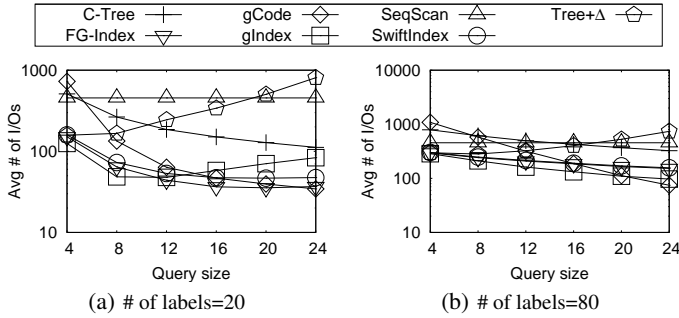 C-Tree gCode SeqScan Tree+Δ
FG-Index gIndex SwiftIndex
1000
100
10
Avg # of I/Os
4 8 12 16 20 24
Query size
(a) # of labels=20
10000
1000
100
10
Avg # of I/Os
4 8 12 16 20 24
Query size
(b) # of labels=80